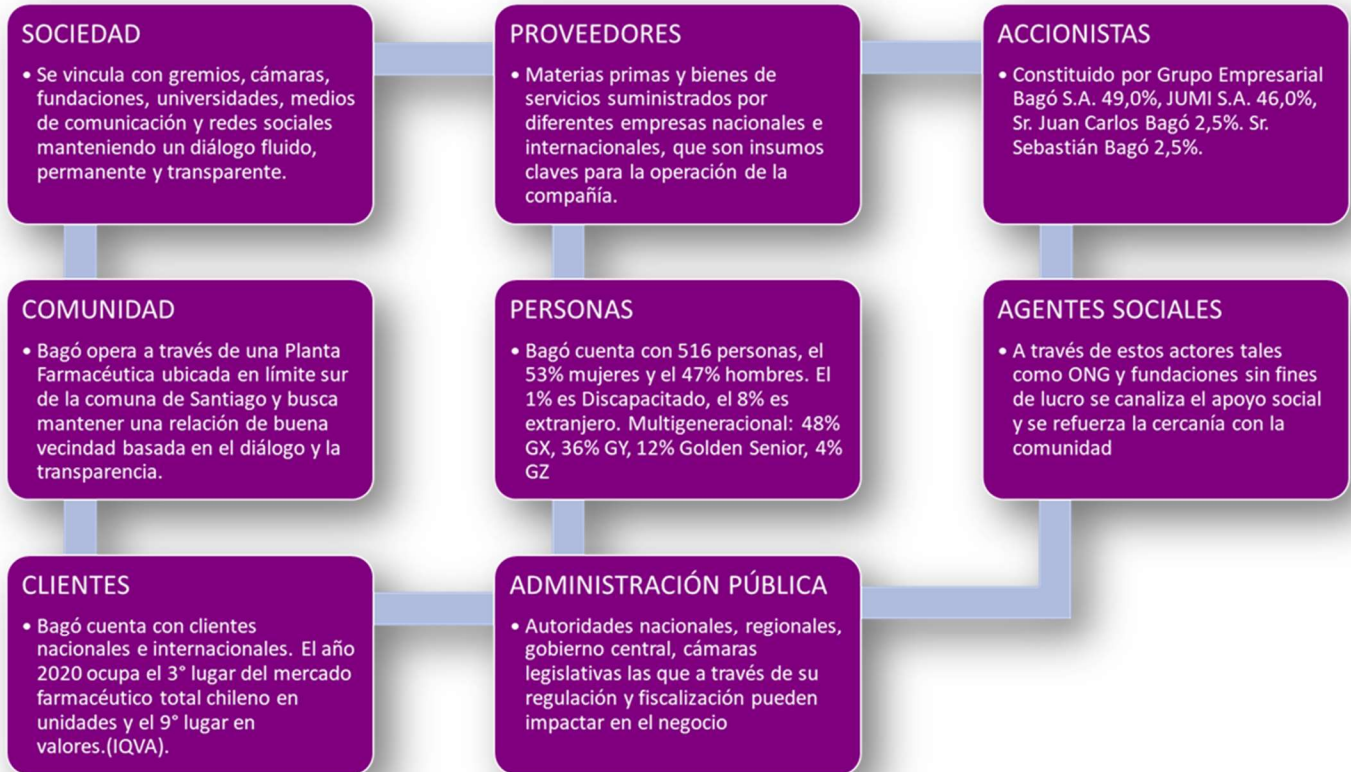 SOCIEDAD
• Se vincula con gremios, cámaras,
fundaciones, universidades, medios
de comunicación y redes sociales
manteniendo un diálogo fluido,
permanente y transparente.
PROVEEDORES
• Materias primas y bienes de
servicios suministrados por
diferentes empresas nacionales e
internacionales, que son insumos
claves para la operación de la
compañía.
ACCIONISTAS
• Constituido por Grupo Empresarial
Bagó S.A. 49,0%, JUMI S.A. 46,0%,
Sr. Juan Carlos Bagó 2,5%. Sr.
Sebastián Bagó 2,5%.
COMUNIDAD
• Bagó opera a través de una Planta
Farmacéutica ubicada en límite sur
de la comuna de Santiago y busca
mantener una relación de buena
vecindad basada en el diálogo y la
transparencia.
PERSONAS
• Bagó cuenta con 516 personas, el
53% mujeres y el 47% hombres. El
1% es Discapacitado, el 8% es
extranjero. Multigeneracional: 48%
GX, 36% GY, 12% Golden Senior, 4%
GZ
AGENTES SOCIALES
• A través de estos actores tales
como ONG y fundaciones sin fines
de lucro se canaliza el apoyo social
y se refuerza la cercanía con la
comunidad
CLIENTES
• Bagó cuenta con clientes
nacionales e internacionales. El año
2020 ocupa el 3° lugar del mercado
farmacéutico total chileno en
unidades y el 9° lugar en
valores.(IQVA).
ADMINISTRACIÓN PÚBLICA
• Autoridades nacionales, regionales,
gobierno central, cámaras
legislativas las que a través de su
regulación y fiscalización pueden
impactar en el negocio